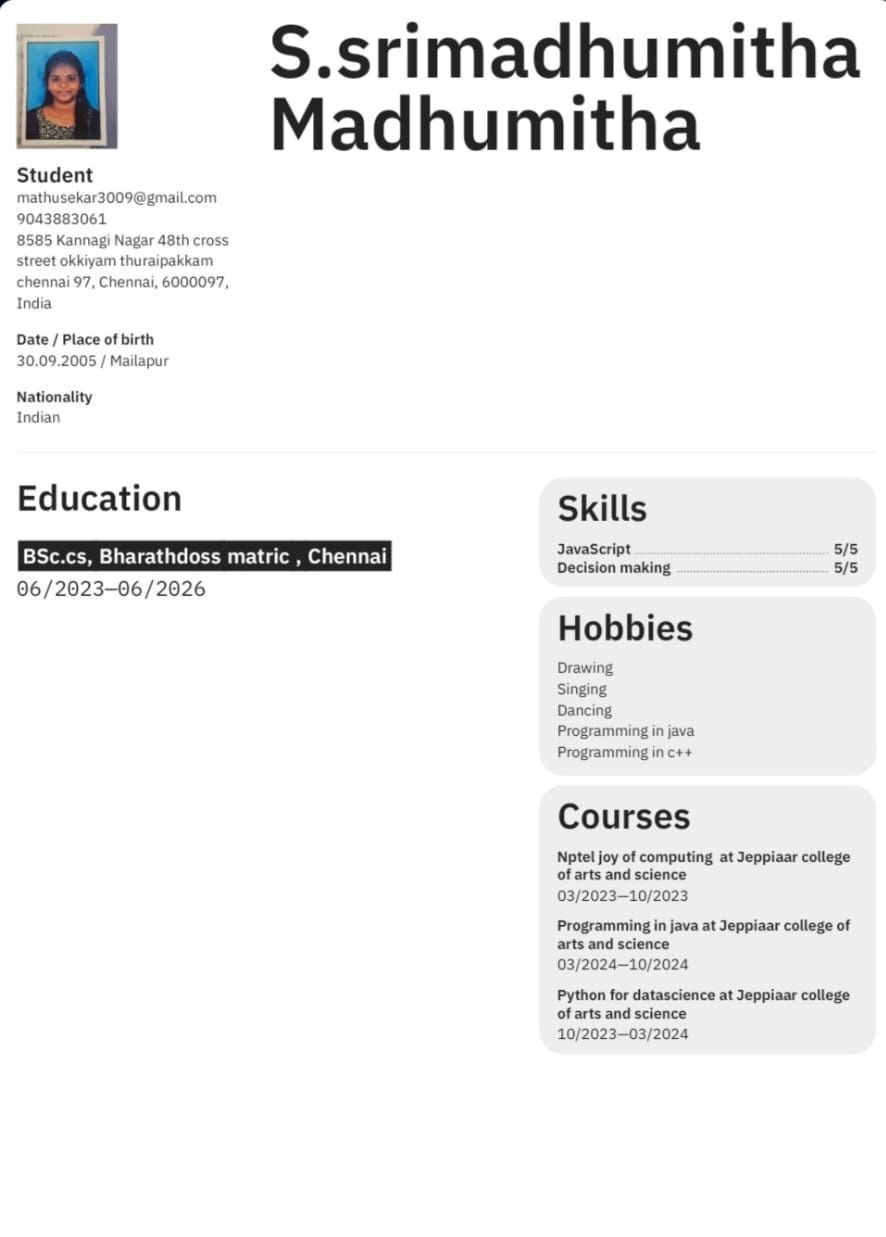 S.srimadhumitha
Madhumitha
Student
mathusekar3009@gmail.com
9043883061
8585 Kannagi Nagar 48th cross
street okkiyam thuraipakkam
chennai 97, Chennai, 6000097,
India
Date / Place of birth
30.09.2005 / Mailapur
Nationality
Indian
Education
BSc.cs, Bharathdoss matric , Chennai
06/2023—06/2026
Skills
JavaScript 5/5
Decision making 5/5
Hobbies
Drawing
Singing
Dancing
Programming in java
Programming in c++
Courses
Nptel joy of computing  at Jeppiaar college
of arts and science
03/2023—10/2023
Programming in java at Jeppiaar college of
arts and science
03/2024—10/2024
Python for datascience at Jeppiaar college
of arts and science
10/2023—03/2024